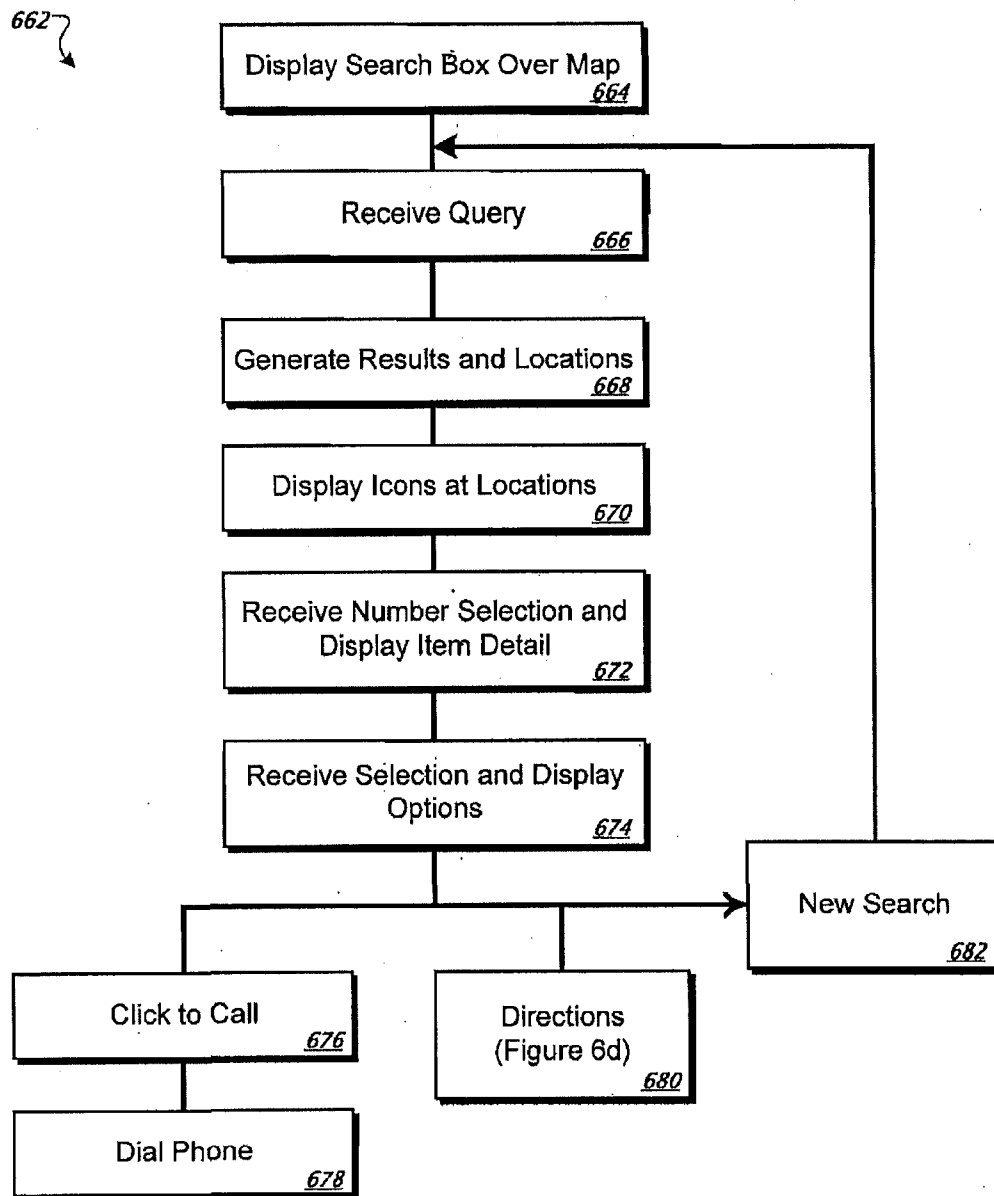 662
Display Search Box Over Map
664
Receive Query
666
Generate Results and Locations
668
Display Icons at Locations
670
Receive Number Selection and
Display Item Detail
672
Receive Selection and Display
Options
674
New Search
682
Click to Call
676
Directions
(Figure 6d)
680
Dial Phone
678